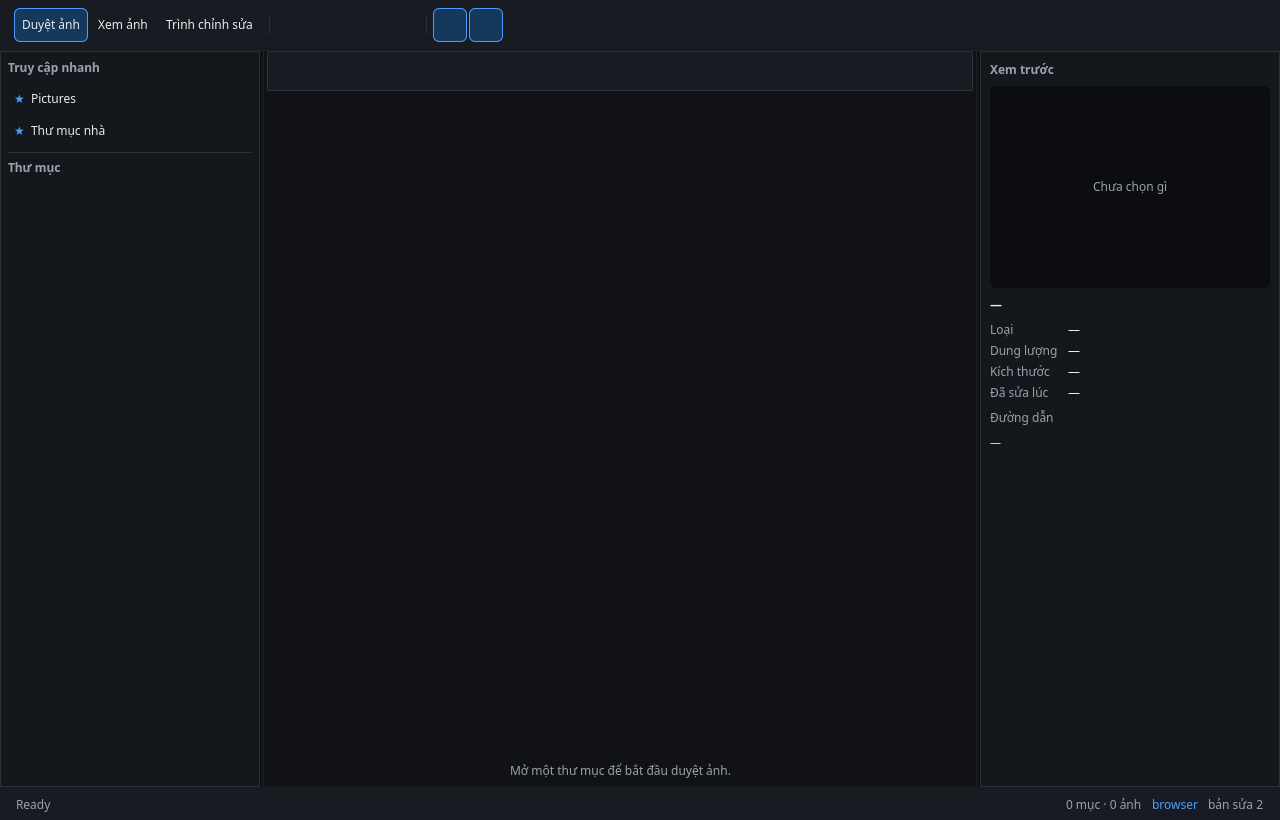 Duyệt ảnh Xem ảnh Trình chỉnh sửa
Truy cập nhanh
★ Pictures
★ Thư mục nhà
Thư mục
Mở một thư mục để bắt đầu duyệt ảnh.
Xem trước
Chưa chọn gì
—
Loại —
Dung lượng —
Kích thước —
Đã sửa lúc —
Đường dẫn
—
Ready 0 mục · 0 ảnh browser bản sửa 2